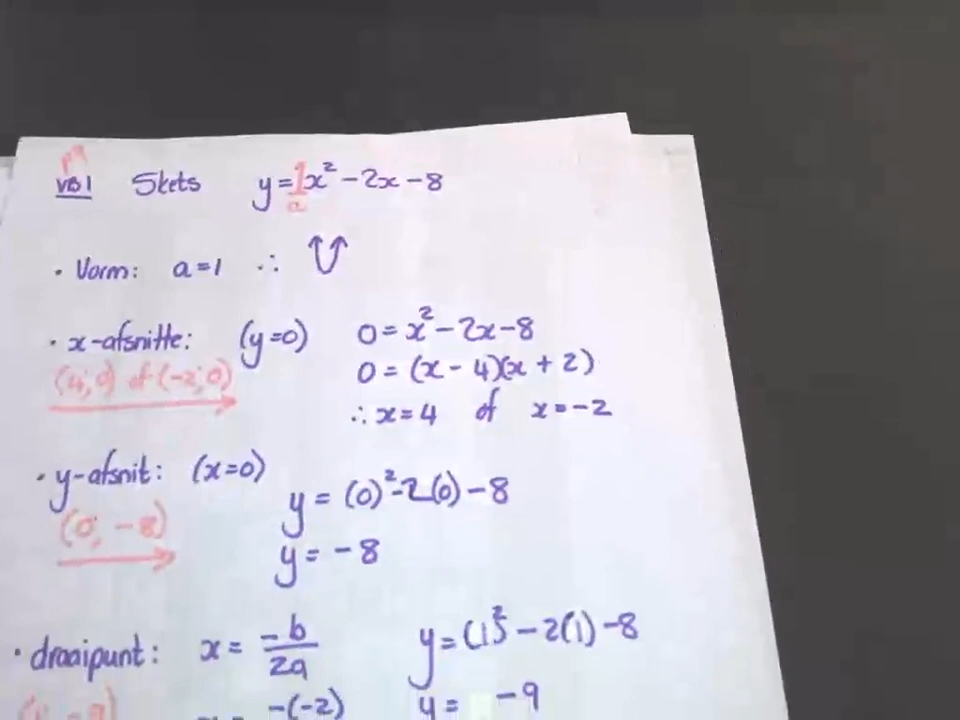 VB1 Skets y = 1x² - 2x - 8
a
• Vorm: a = 1 ∴
• x-afsnitte: (y=0) 0 = x² - 2x - 8
(4;0) of (-2;0) 0 = (x - 4)(x + 2)
∴ x = 4 of x = -2
• y-afsnit: (x=0) y = (0)² - 2(0) - 8
(0; -8)
y = -8
• draaipunt: x = -b/2a y = (1)² - 2(1) - 8
-(-2) y = -9